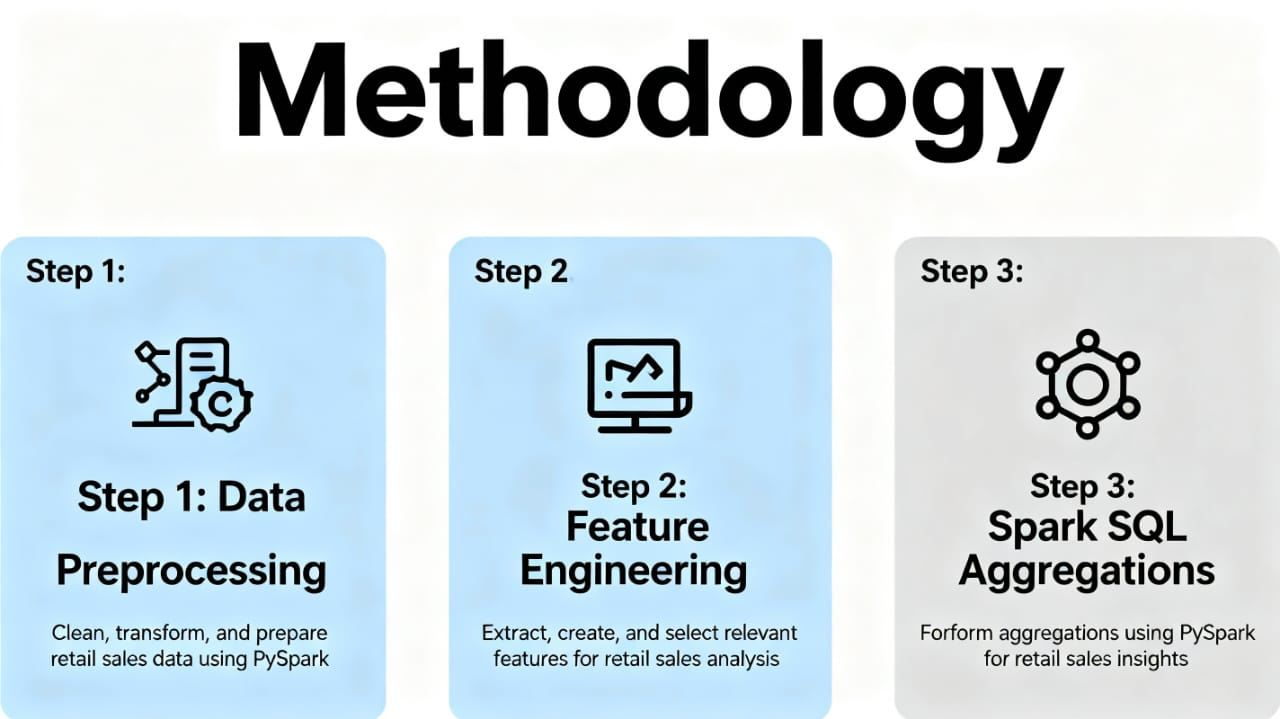 Methodology
Step 1:
Step 1: Data
Preprocessing
Clean, transform, and prepare
retail sales data using PySpark
Step 2
Step 2:
Feature
Engineering
Extract, create, and select relevant
features for retail sales analysis
Step 3:
Step 3:
Spark SQL
Aggregations
Forform aggregations using PySpark
for retail sales insights